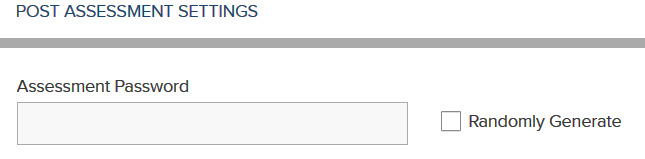 POST ASSESSMENT SETTINGS
Assessment Password
Randomly Generate